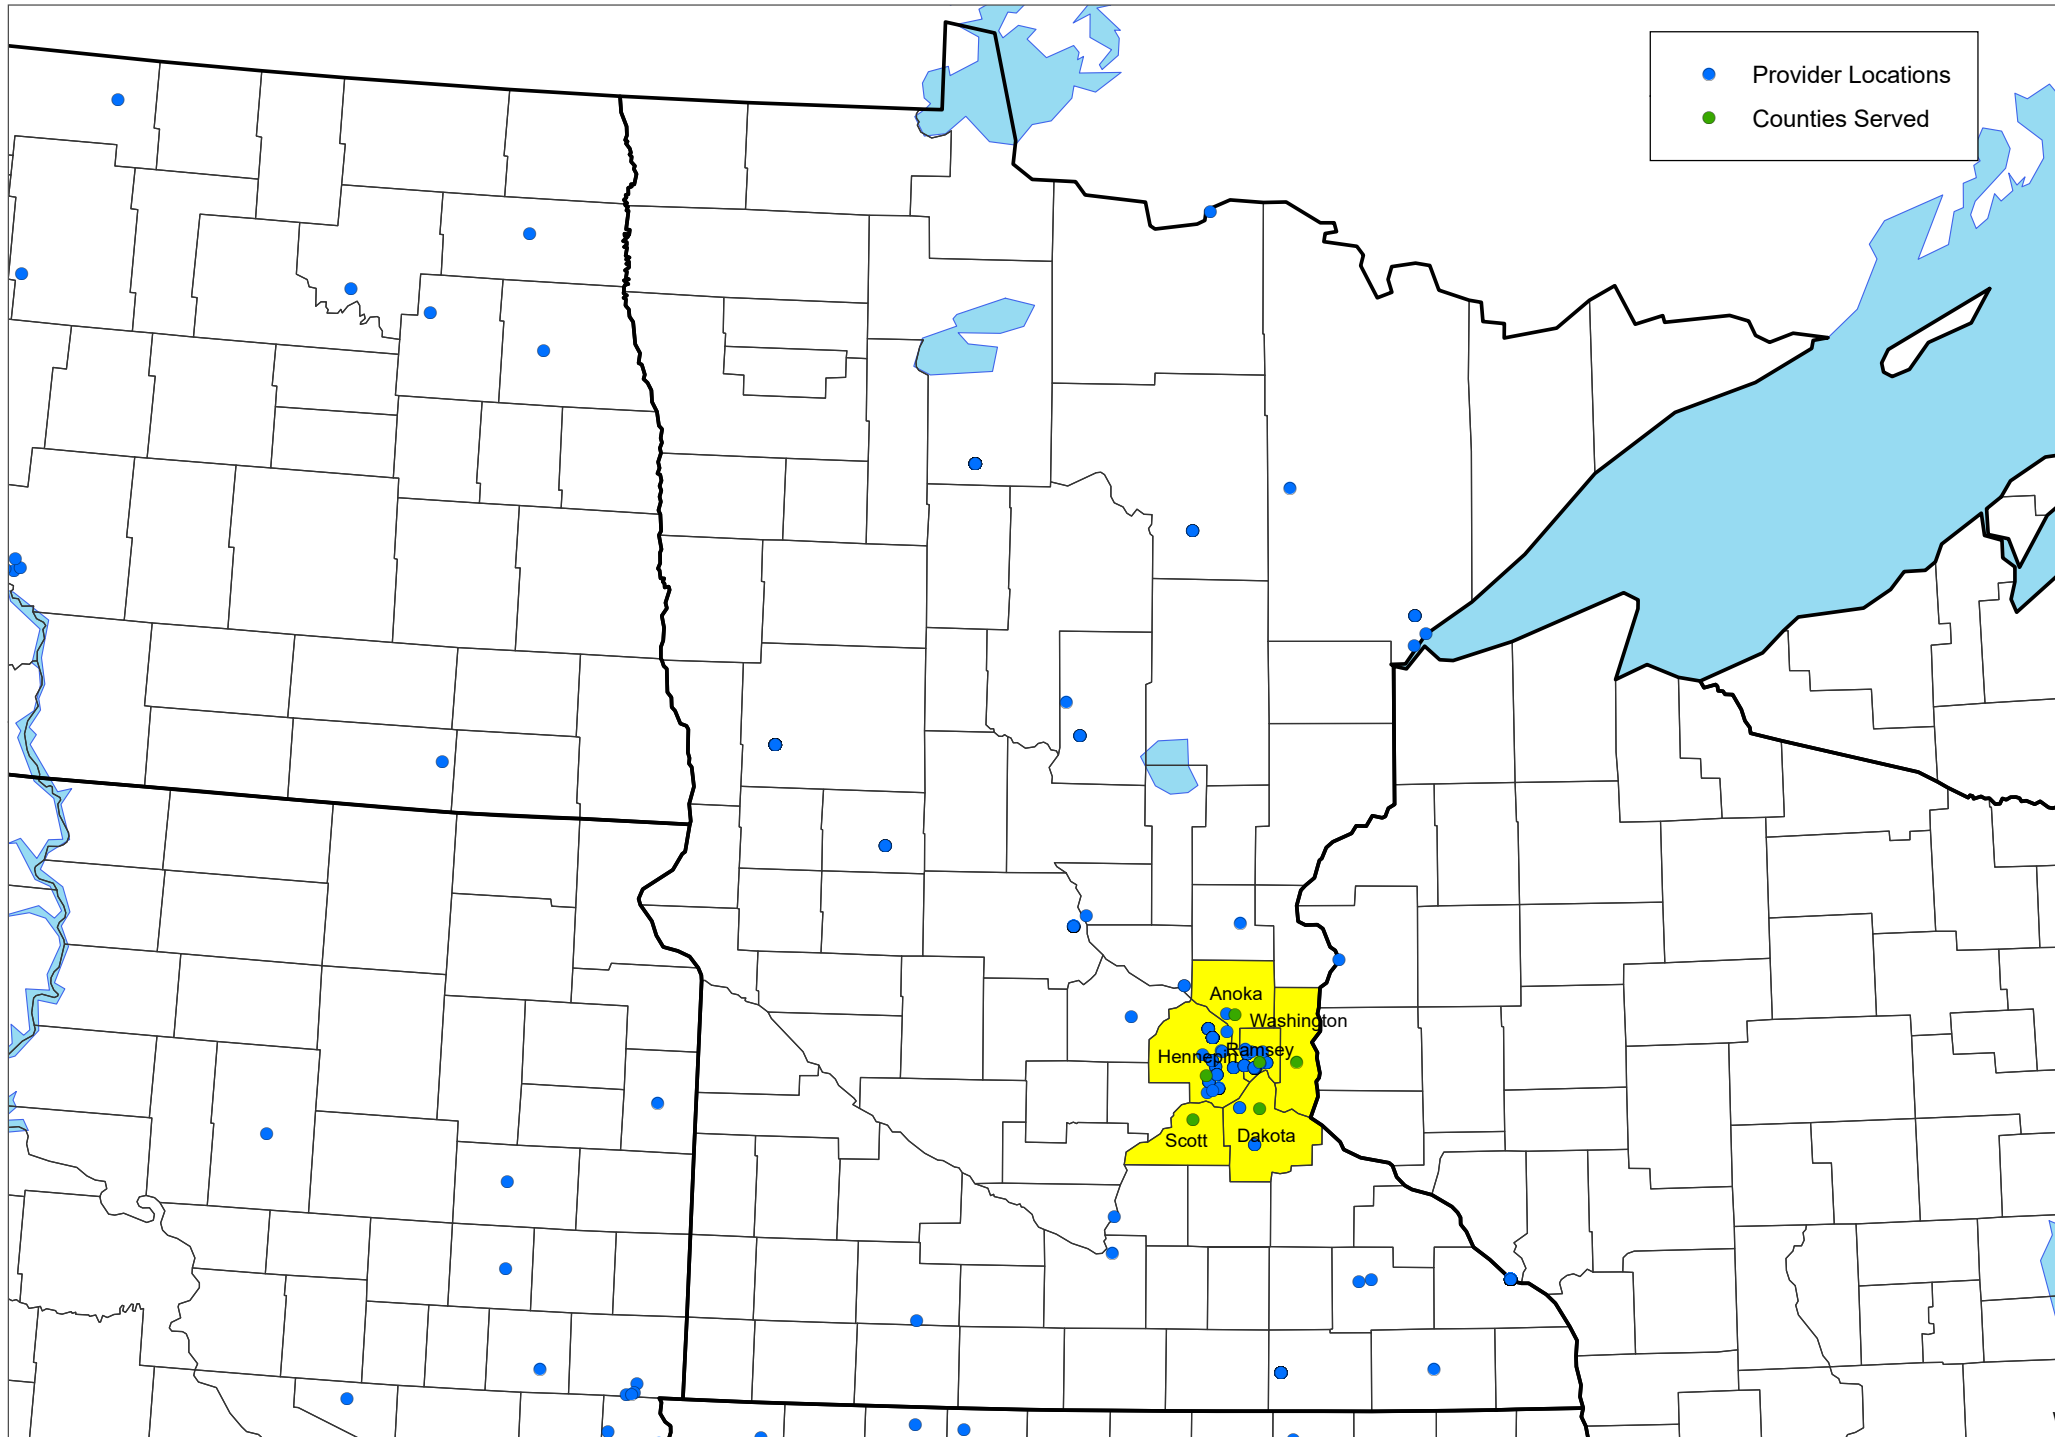 Provider Locations
Counties Served
Anoka
Washington
Ramsey
Hennepin
Scott
Dakota